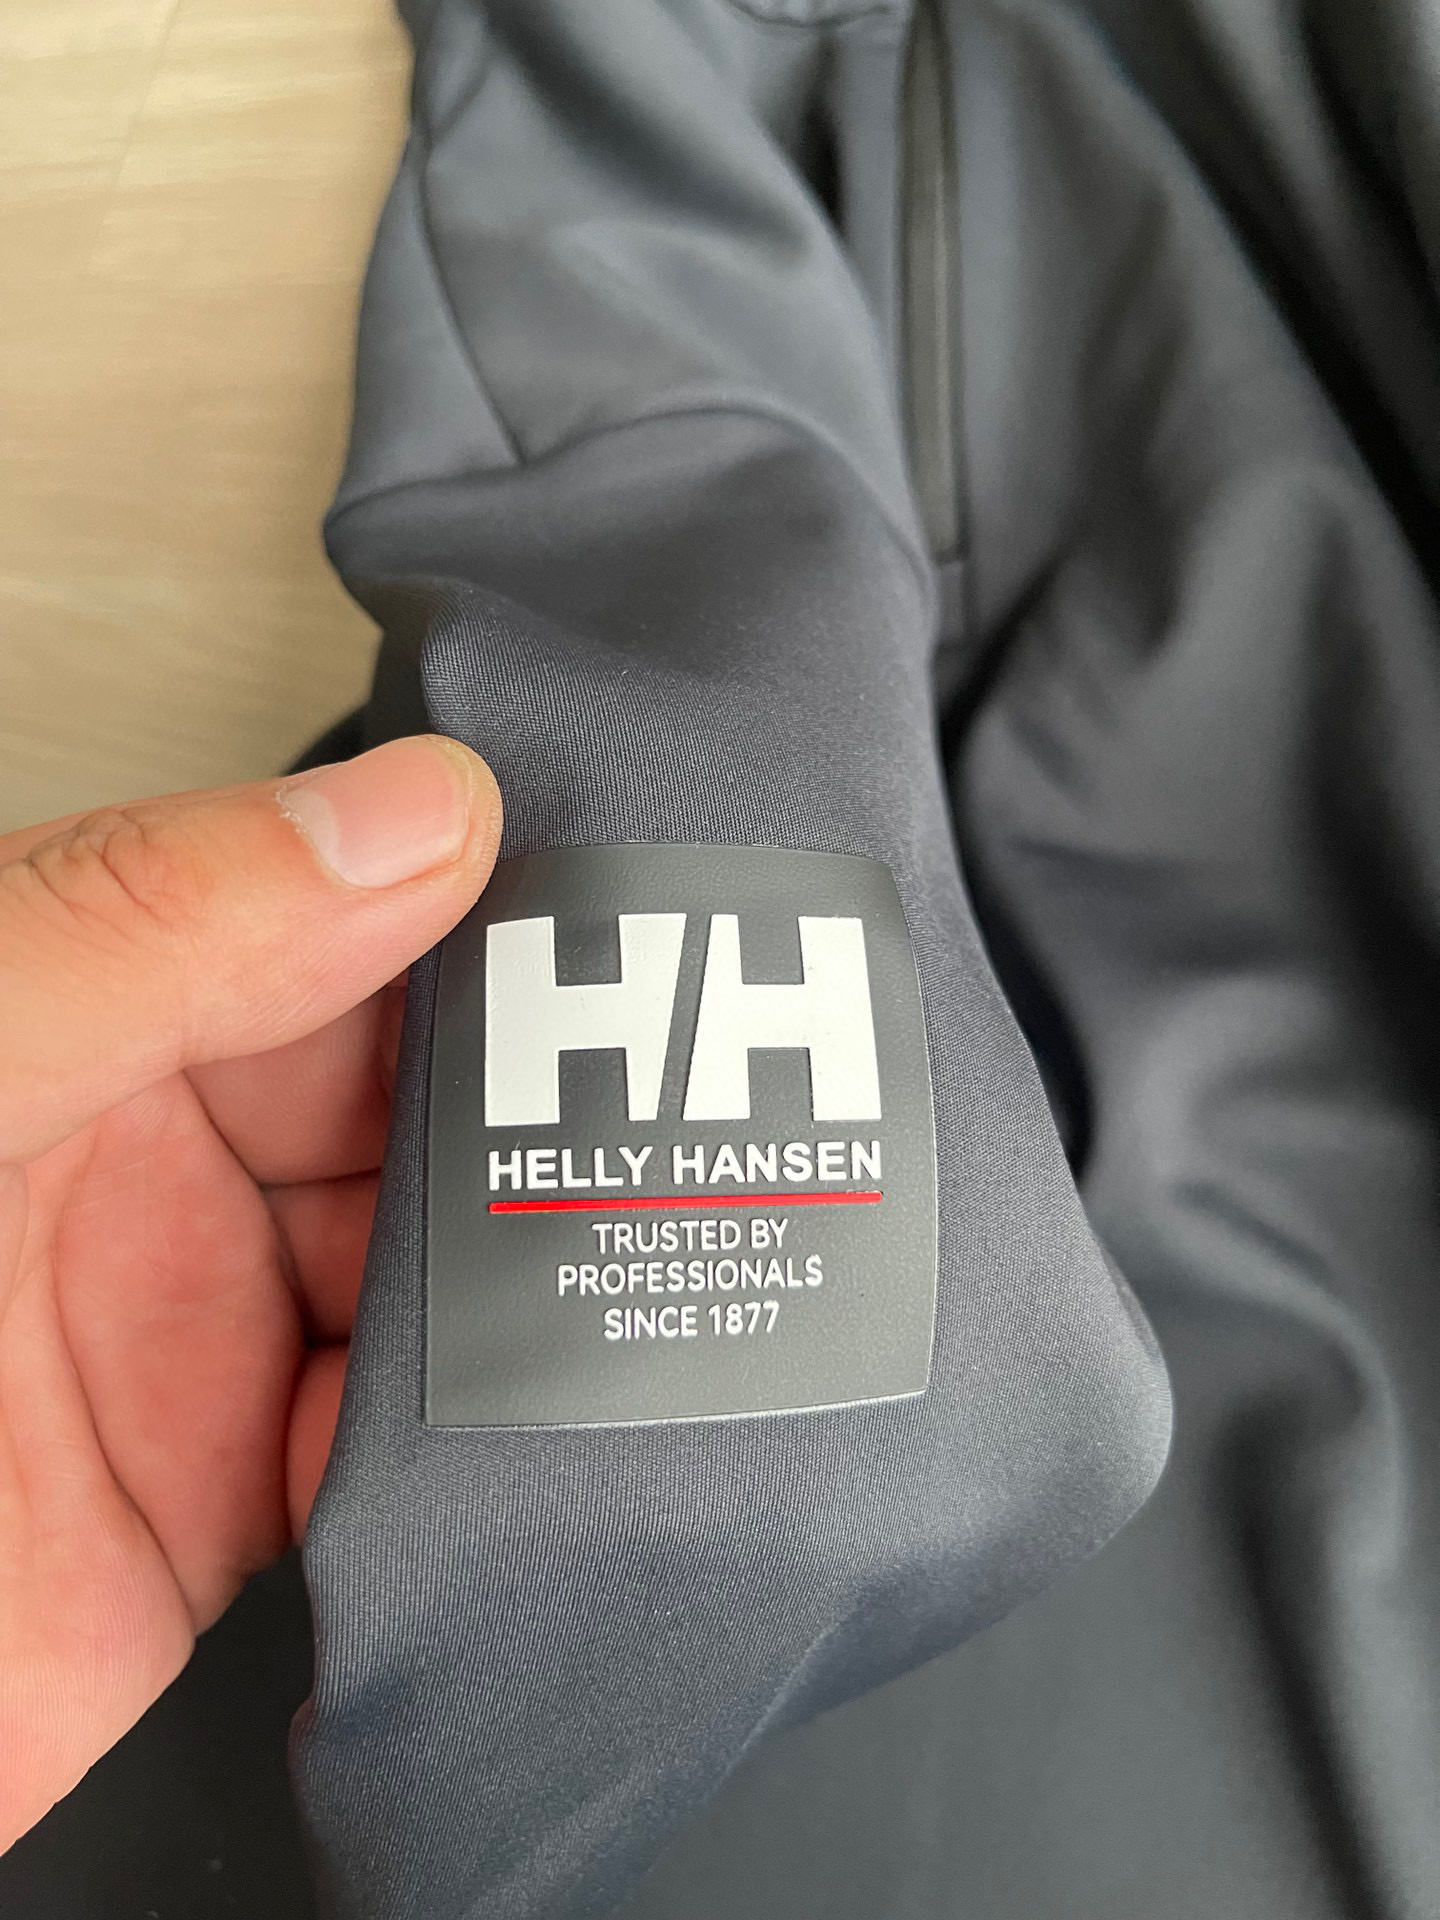 HH
HELLY HANSEN
TRUSTED BY
PROFESSIONALS
SINCE 1877